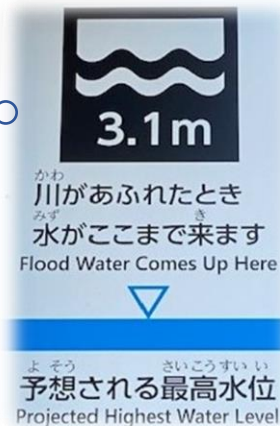 3.1m
かわ
川があふれたとき
みず き
水がここまで来ます
Flood Water Comes Up Here
よそう さいこうすいい
予想される最高水位
Projected Highest Water Level